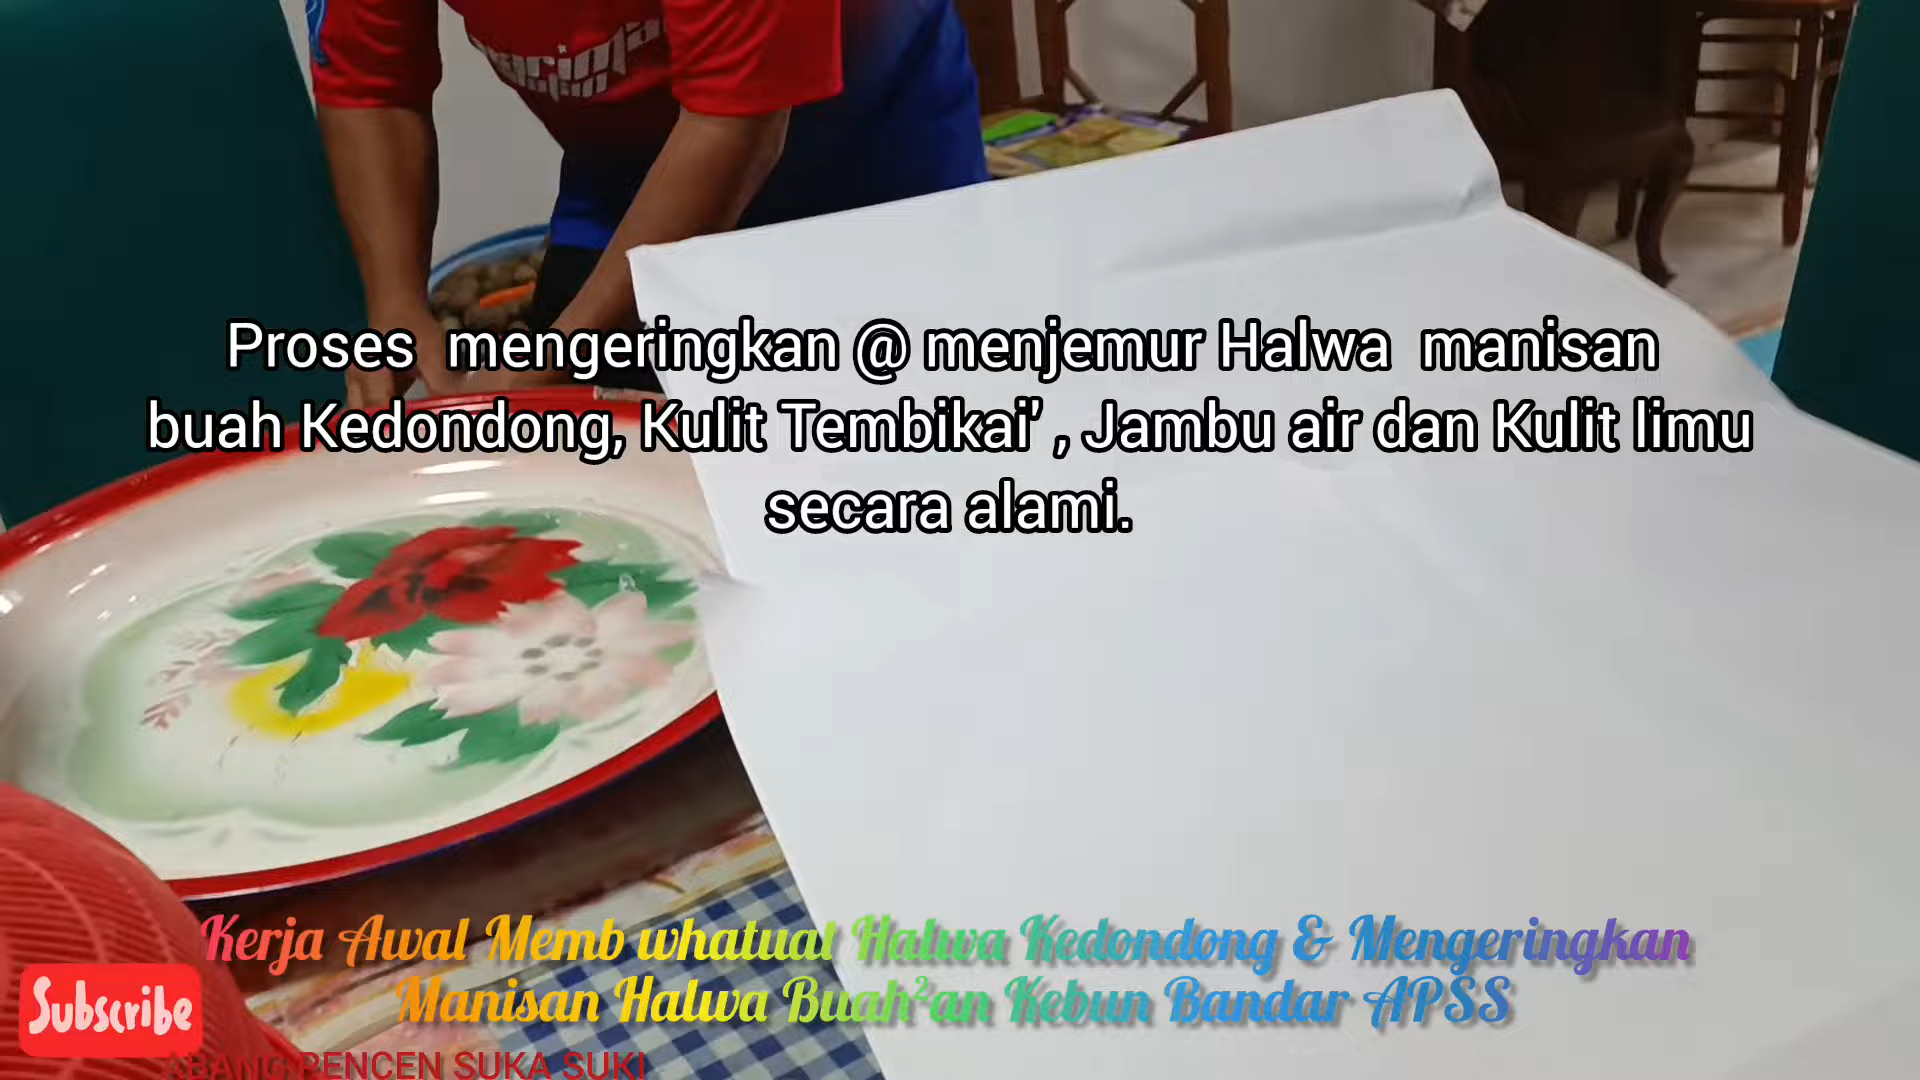 Proses mengeringkan @ menjemur Halwa manisan
buah Kedondong, Kulit Tembikai' , Jambu air dan Kulit limu
secara alami.
Kerja Awal Memb whatuat Halwa Kedondong & Mengeringkan
Manisan Halwa Buah²an Kebun Bandar APSS
Subscribe
ABANG PENCEN SUKA SUKI